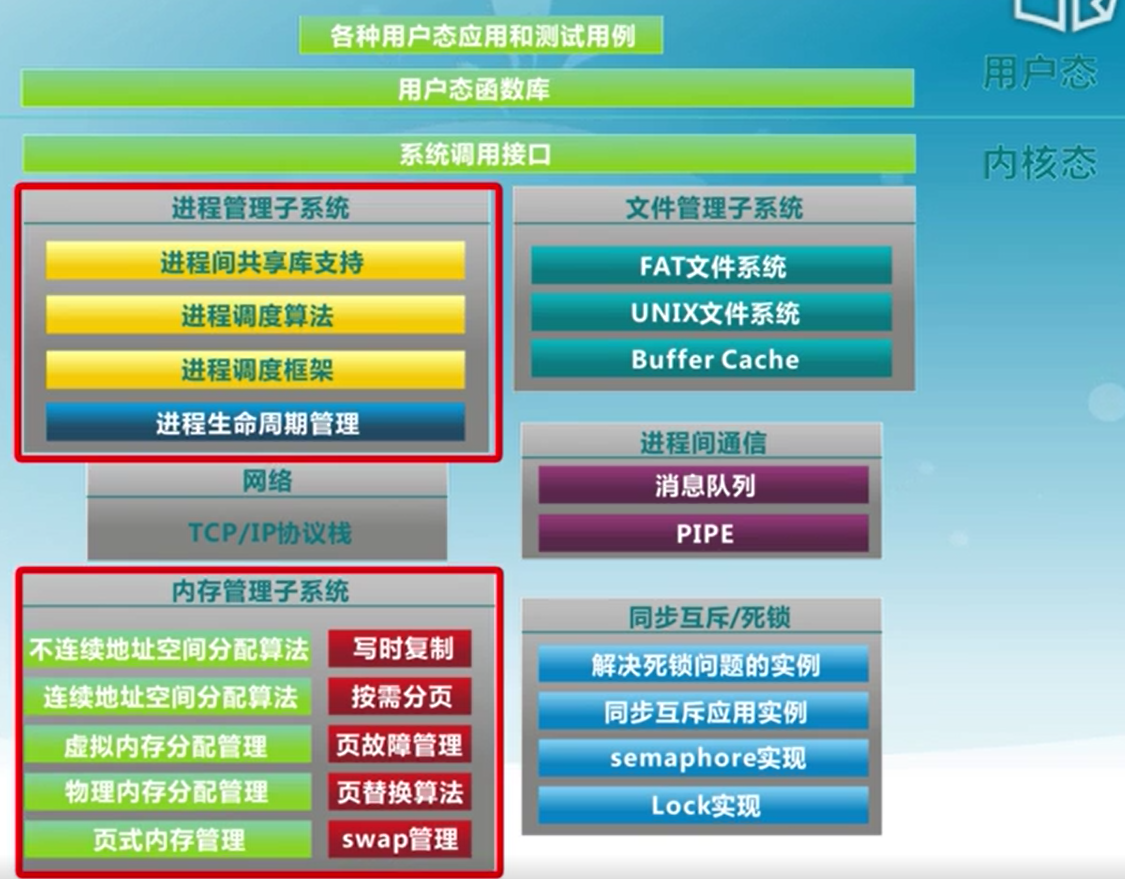 各种用户态应用和测试用例
用户态函数库
用户态
系统调用接口
内核态
进程管理子系统
进程间共享库支持
进程调度算法
进程调度框架
进程生命周期管理
文件管理子系统
FAT文件系统
UNIX文件系统
Buffer Cache
网络
TCP/IP协议栈
进程间通信
消息队列
PIPE
内存管理子系统
不连续地址空间分配算法
写时复制
连续地址空间分配算法
按需分页
虚拟内存分配管理
页故障管理
物理内存分配管理
页替换算法
页式内存管理
swap管理
同步互斥/死锁
解决死锁问题的实例
同步互斥应用实例
semaphore实现
Lock实现